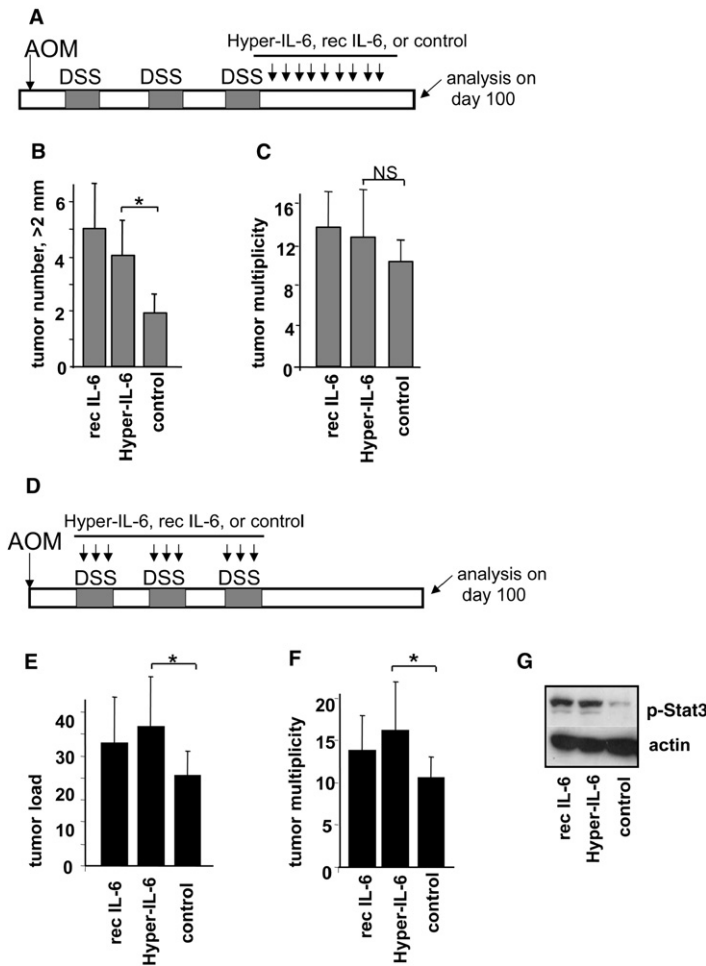 A
Hyper-IL-6, rec IL-6, or control
AOM
DSS DSS DSS
analysis on
day 100
B
tumor number, >2 mm
6
4
2
0
*
rec IL-6
Hyper-IL-6
control
C
tumor multiplicity
16
12
8
4
0
NS
rec IL-6
Hyper-IL-6
control
D
Hyper-IL-6, rec IL-6, or control
AOM
DSS DSS DSS
analysis on
day 100
E
tumor load
40
30
20
10
0
*
rec IL-6
Hyper-IL-6
control
F
tumor multiplicity
20
15
10
5
0
*
rec IL-6
Hyper-IL-6
control
G
p-Stat3
actin
rec IL-6
Hyper-IL-6
control